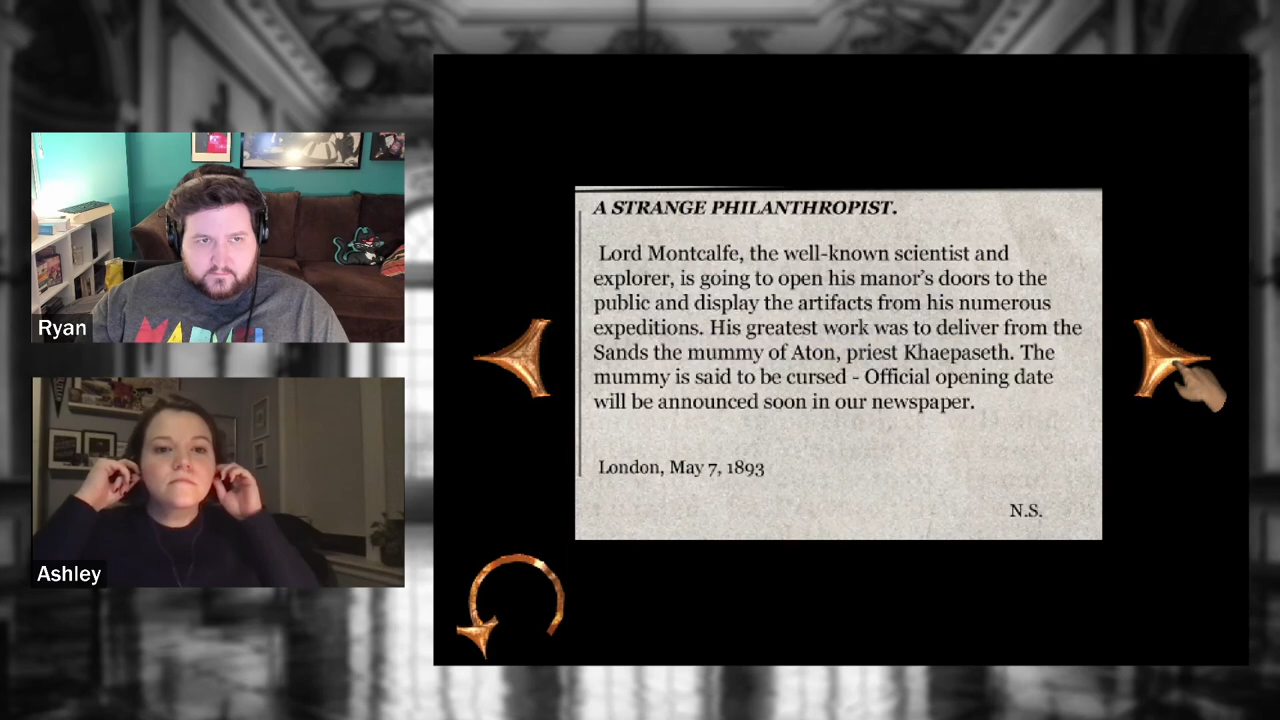 A STRANGE PHILANTHROPIST.
Lord Montcalfe, the well-known scientist and
explorer, is going to open his manor's doors to the
public and display the artifacts from his numerous
expeditions. His greatest work was to deliver from the
Sands the mummy of Aton, priest Khaepaseth. The
mummy is said to be cursed - Official opening date
will be announced soon in our newspaper.
London, May 7, 1893
N.S.
Ryan
Ashley